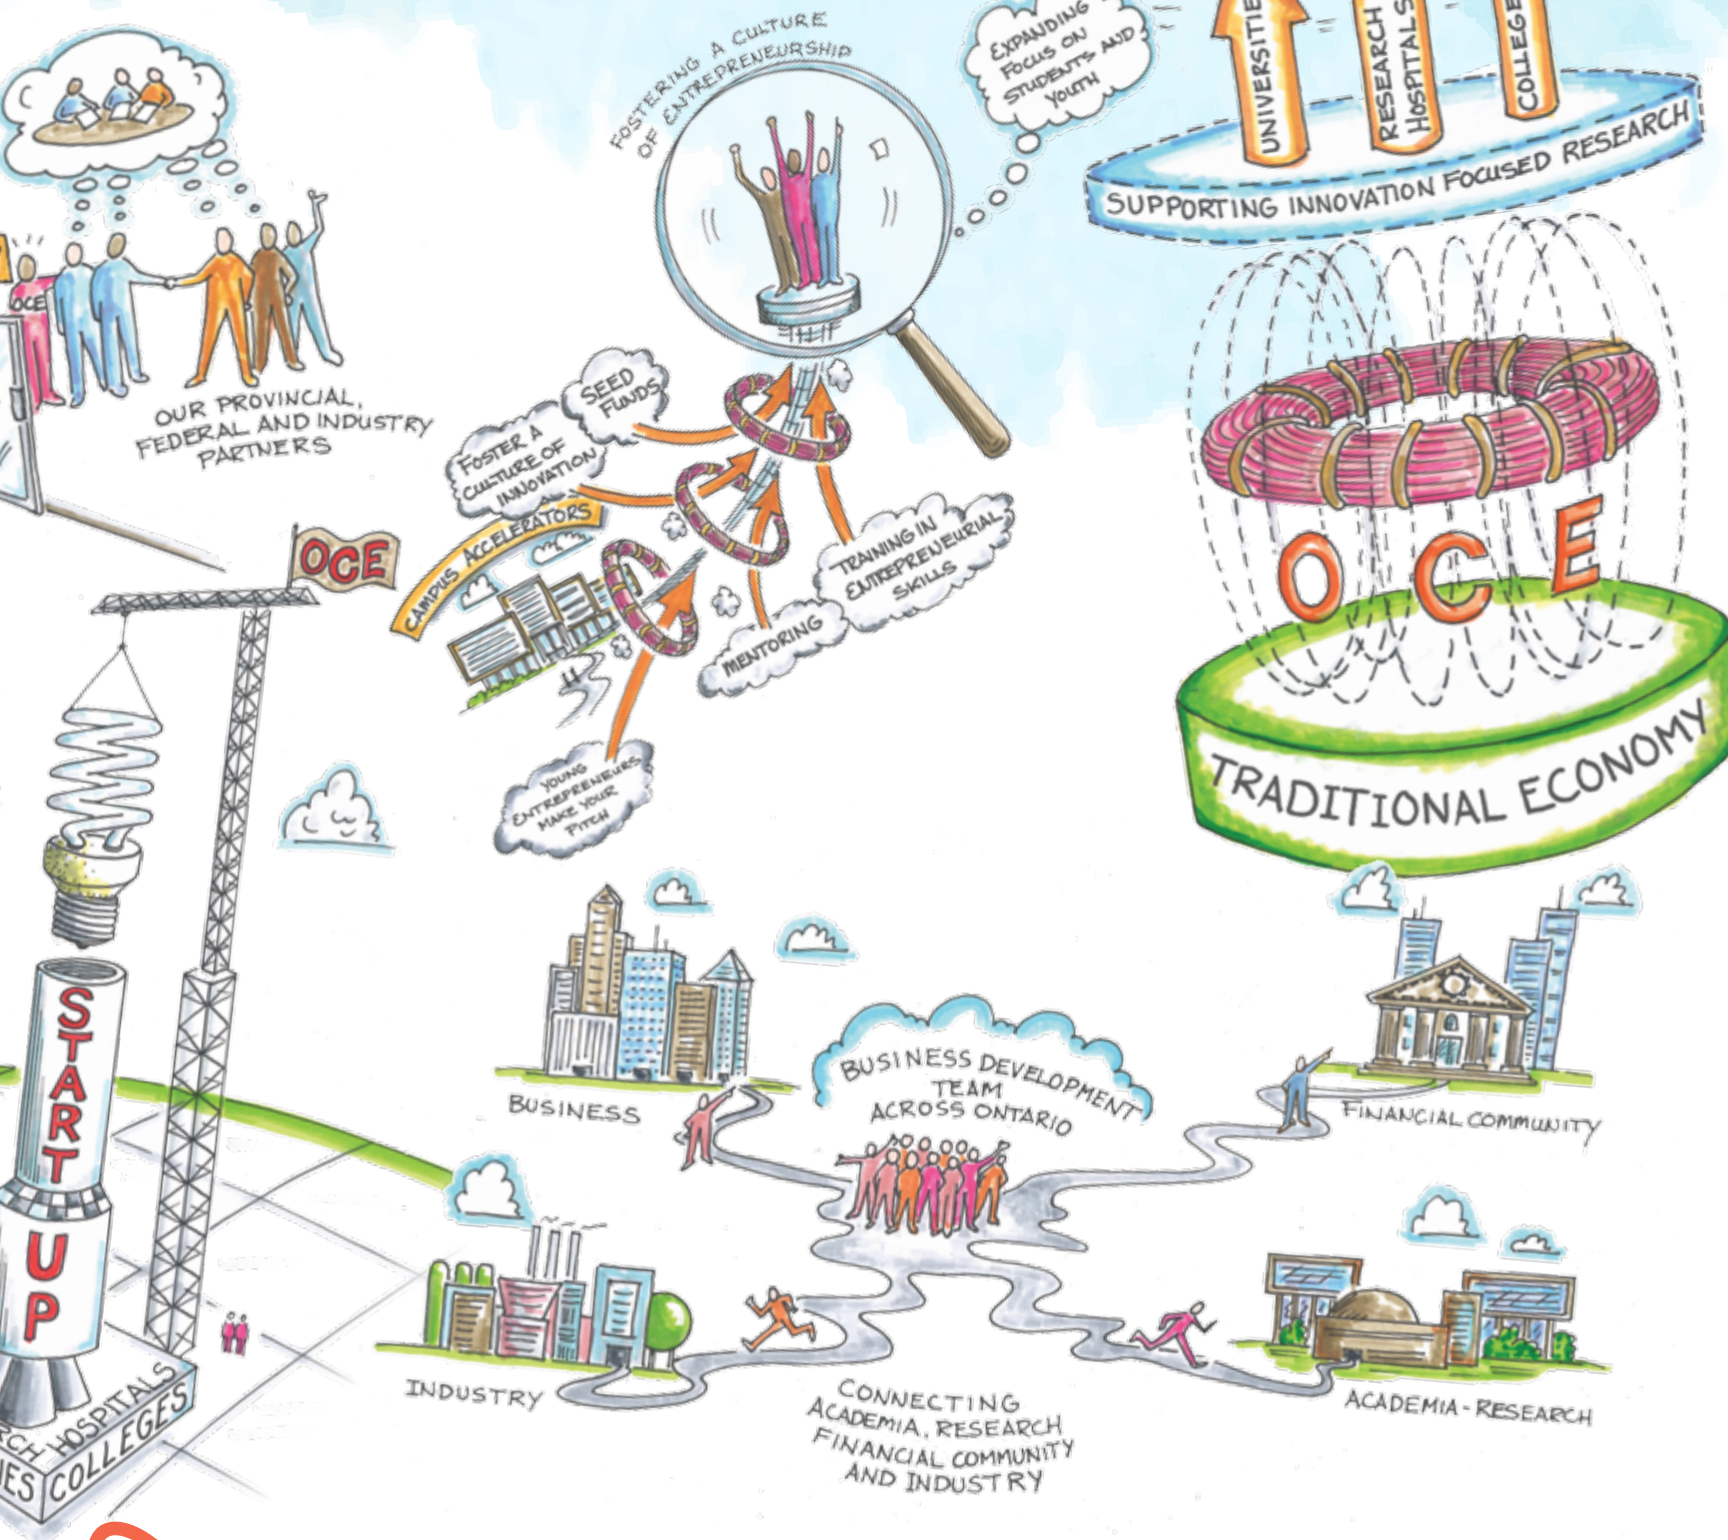 FOSTERING A CULTURE
OF ENTREPRENEURSHIP
EXPANDING
FOCUS ON
STUDENTS AND
YOUTH
UNIVERSITIE
RESEARCH
HOSPITALS
COLLEGE
SUPPORTING INNOVATION FOCUSED RESEARCH
OCE
OUR PROVINCIAL,
FEDERAL AND INDUSTRY
PARTNERS
SEED
FUNDS
FOSTER A
CULTURE OF
INNOVATION
CAMPUS ACCELERATORS
TRAINING IN
ENTREPRENEURIAL
SKILLS
MENTORING
YOUNG
ENTREPRENEURS
MAKE YOUR
PITCH
OCE
TRADITIONAL ECONOMY
OCE
START
UP
RCH HOSPITALS
IES COLLEGES
BUSINESS
BUSINESS DEVELOPMENT
TEAM
ACROSS ONTARIO
FINANCIAL COMMUNITY
INDUSTRY
CONNECTING
ACADEMIA, RESEARCH
FINANCIAL COMMUNITY
AND INDUSTRY
ACADEMIA-RESEARCH